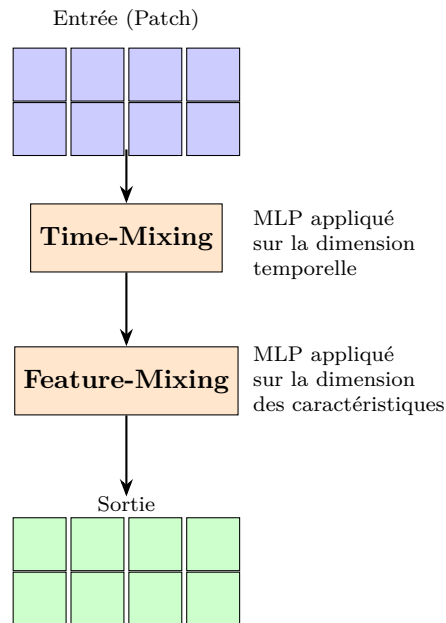 Entrée (Patch)
Time-Mixing
MLP appliqué
sur la dimension
temporelle
Feature-Mixing
MLP appliqué
sur la dimension
des caractéristiques
Sortie